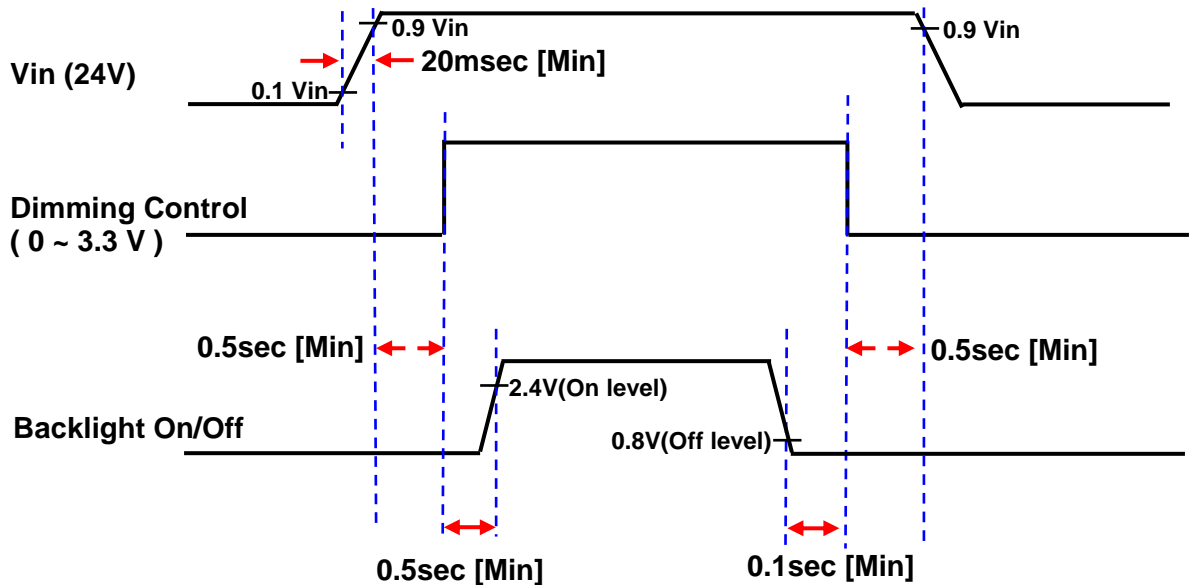 0.9 Vin
0.9 Vin
20msec [Min]
Vin (24V)
0.1 Vin
Dimming Control
( 0 ~ 3.3 V )
0.5sec [Min]
0.5sec [Min]
2.4V(On level)
Backlight On/Off
0.8V(Off level)
0.5sec [Min]
0.1sec [Min]